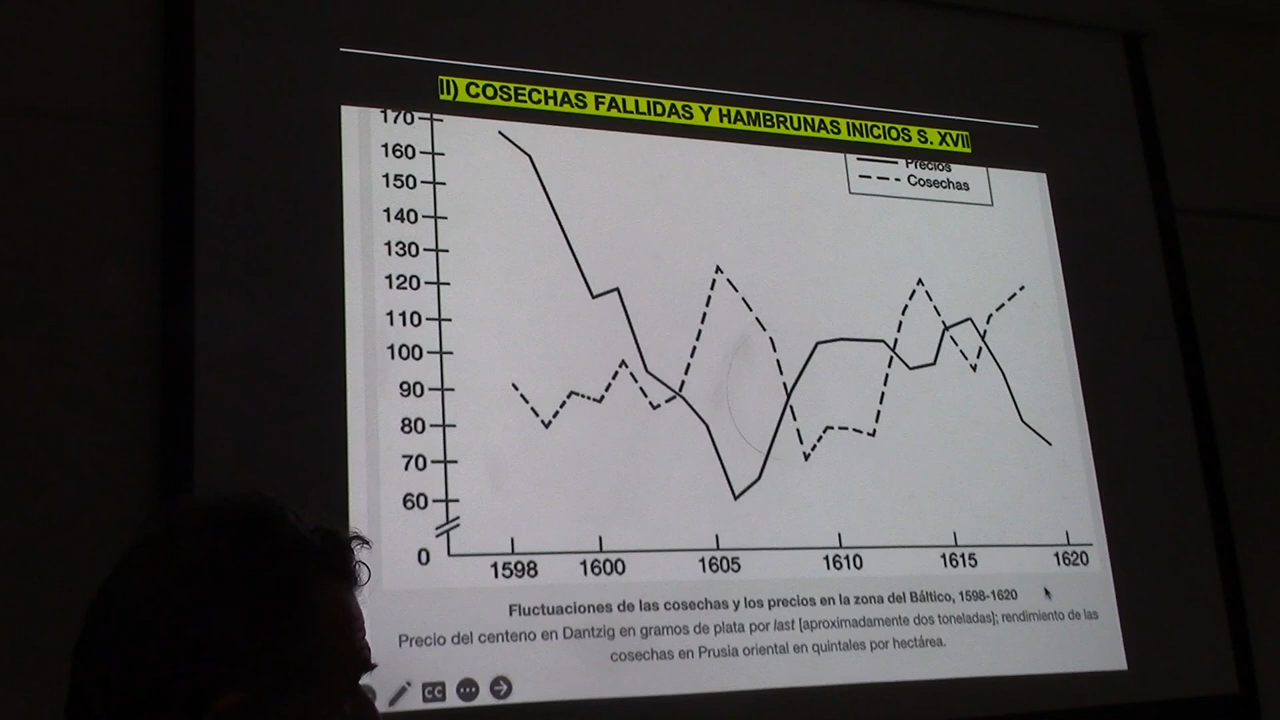 II) COSECHAS FALLIDAS Y HAMBRUNAS INICIOS S. XVII
Precios
Cosechas
170
160
150
140
130
120
110
100
90
80
70
60
0
1598 1600 1605 1610 1615 1620
Fluctuaciones de las cosechas y los precios en la zona del Báltico, 1598-1620
Precio del centeno en Dantzig en gramos de plata por last [aproximadamente dos toneladas]; rendimiento de las
cosechas en Prusia oriental en quintales por hectárea.
CC